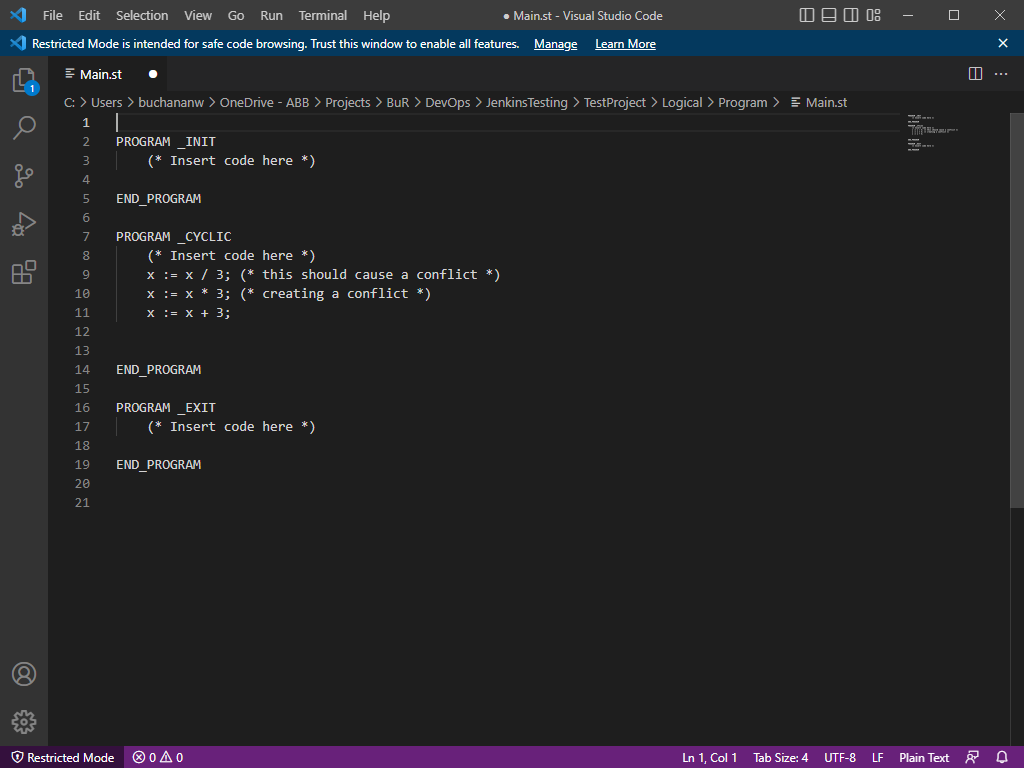 File Edit Selection View Go Run Terminal Help ● Main.st - Visual Studio Code
Restricted Mode is intended for safe code browsing. Trust this window to enable all features. Manage Learn More
Main.st ●
C: > Users > buchananw > OneDrive - ABB > Projects > BuR > DevOps > JenkinsTesting > TestProject > Logical > Program > Main.st
1
1
2 PROGRAM _INIT
3 (* Insert code here *)
4
5 END_PROGRAM
6
7 PROGRAM _CYCLIC
8 (* Insert code here *)
9 x := x / 3; (* this should cause a conflict *)
10 x := x * 3; (* creating a conflict *)
11 x := x + 3;
12
13
14 END_PROGRAM
15
16 PROGRAM _EXIT
17 (* Insert code here *)
18
19 END_PROGRAM
20
21
Restricted Mode 0 0 Ln 1, Col 1 Tab Size: 4 UTF-8 LF Plain Text